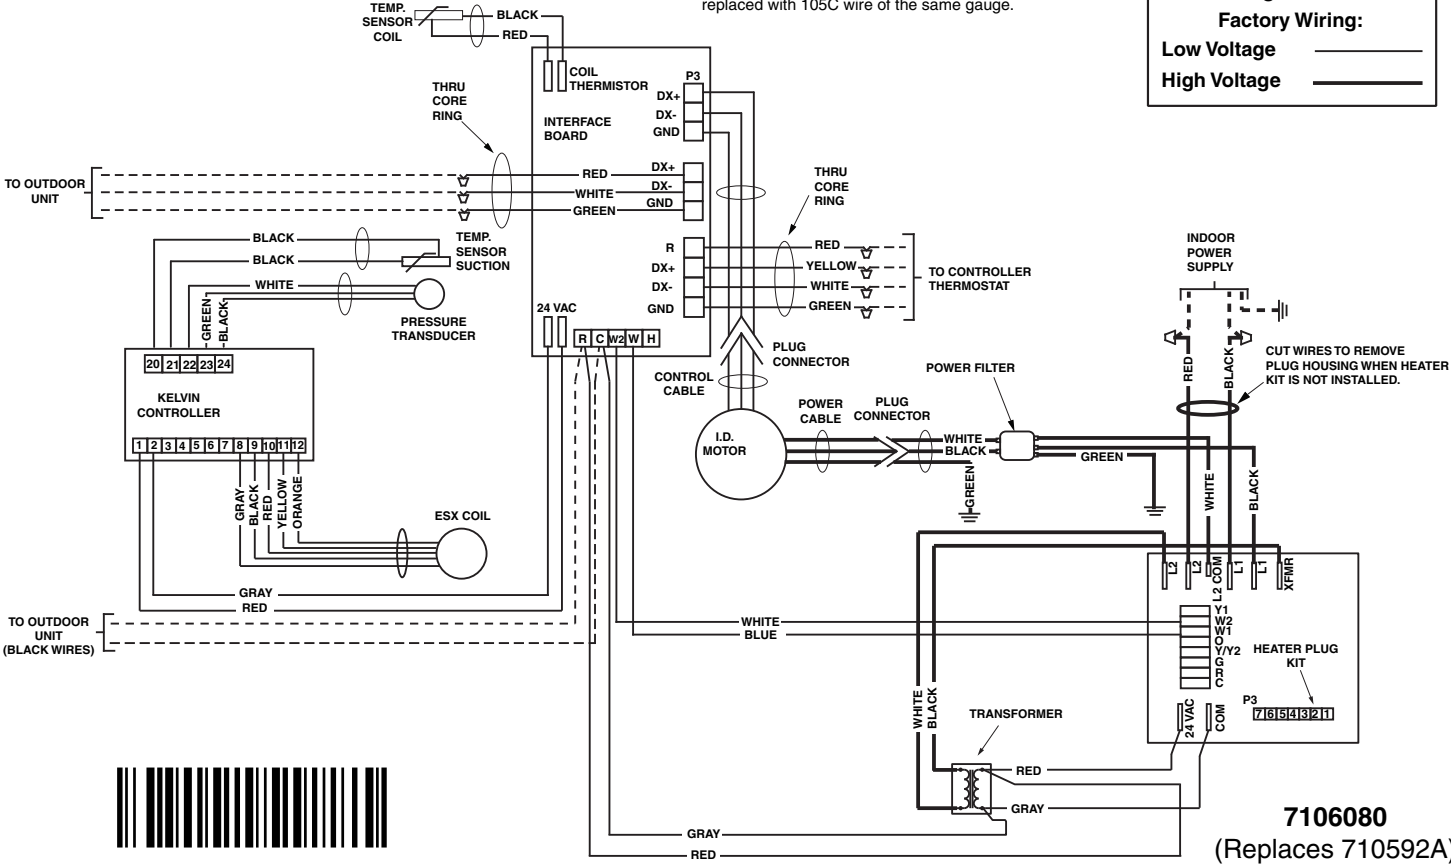 replaced with 105C wire of the same gauge.
Factory Wiring:
Low Voltage
High Voltage
TEMP.
SENSOR
COIL
BLACK
RED
COIL
THERMISTOR
P3
DX+
DX-
GND
INTERFACE
BOARD
THRU
CORE
RING
TO OUTDOOR
UNIT
RED
WHITE
GREEN
DX+
DX-
GND
THRU
CORE
RING
BLACK
BLACK
TEMP.
SENSOR
SUCTION
WHITE
GREEN
BLACK
PRESSURE
TRANSDUCER
R
DX+
DX-
GND
RED
YELLOW
WHITE
GREEN
TO CONTROLLER
THERMOSTAT
INDOOR
POWER
SUPPLY
24 VAC
R C W2 W H
PLUG
CONNECTOR
CONTROL
CABLE
20 21 22 23 24
KELVIN
CONTROLLER
1 2 3 4 5 6 7 8 9 10 11 12
RED
BLACK
CUT WIRES TO REMOVE
PLUG HOUSING WHEN HEATER
KIT IS NOT INSTALLED.
POWER FILTER
POWER
CABLE
PLUG
CONNECTOR
I.D.
MOTOR
WHITE
BLACK
GREEN
GREEN
WHITE
BLACK
GRAY
BLACK
RED
YELLOW
ORANGE
ESX COIL
GRAY
RED
TO OUTDOOR
UNIT
(BLACK WIRES)
WHITE
BLUE
L2
L2
L2 COM
L1
L1
XFMR
Y1
W2
W1
O
Y/Y2
G
R
C
HEATER PLUG
KIT
P3
7 6 5 4 3 2 1
24 VAC
COM
WHITE
BLACK
TRANSFORMER
RED
GRAY
GRAY
RED
7106080
(Replaces 710592A)